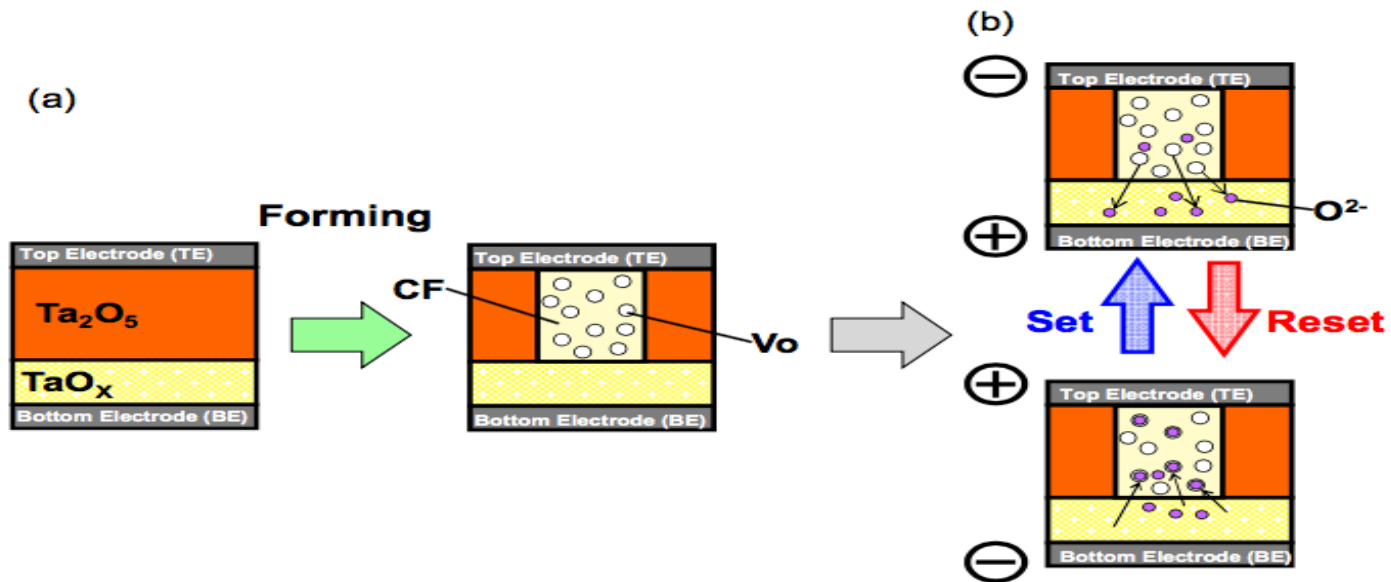 (a)
Top Electrode (TE)
Ta₂O₅
TaOₓ
Bottom Electrode (BE)
Forming
Top Electrode (TE)
CF
Vo
Bottom Electrode (BE)
(b)
−
Top Electrode (TE)
O²⁻
+
Bottom Electrode (BE)
Set
Reset
+
Top Electrode (TE)
−
Bottom Electrode (BE)